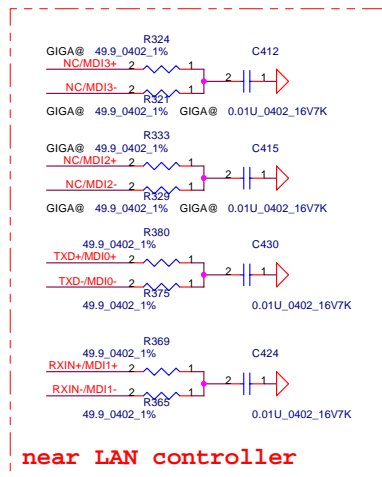 R324 C412
GIGA@ 49.9_0402_1%
NC/MDI3+ 2 1
2 1
NC/MDI3- 2 1
R321
GIGA@ 49.9_0402_1% GIGA@ 0.01U_0402_16V7K
R333 C415
GIGA@ 49.9_0402_1%
NC/MDI2+ 2 1
2 1
NC/MDI2- 2 1
R329
GIGA@ 49.9_0402_1% GIGA@ 0.01U_0402_16V7K
R380 C430
49.9_0402_1%
TXD+/MDI0+ 2 1
2 1
TXD-/MDI0- 2 1
R375
49.9_0402_1% 0.01U_0402_16V7K
R369 C424
49.9_0402_1%
RXIN+/MDI1+ 2 1
2 1
RXIN-/MDI1- 2 1
R365
49.9_0402_1% 0.01U_0402_16V7K
near LAN controller